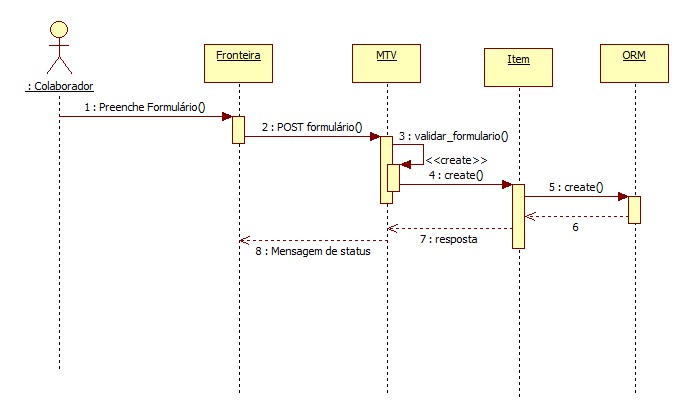 Fronteira
MTV
Item
ORM
: Colaborador
1 : Preenche Formulário()
2 : POST formulário()
3 : validar_formulario()
<<create>>
4 : create()
5 : create()
6
7 : resposta
8 : Mensagem de status